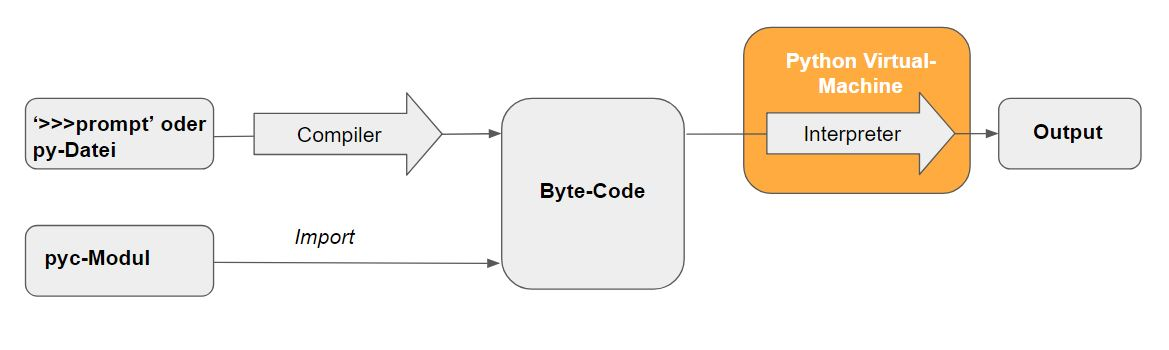 Python Virtual-
Machine
‘>>>prompt’ oder
py-Datei
Compiler
Interpreter
Output
Byte-Code
pyc-Modul
Import